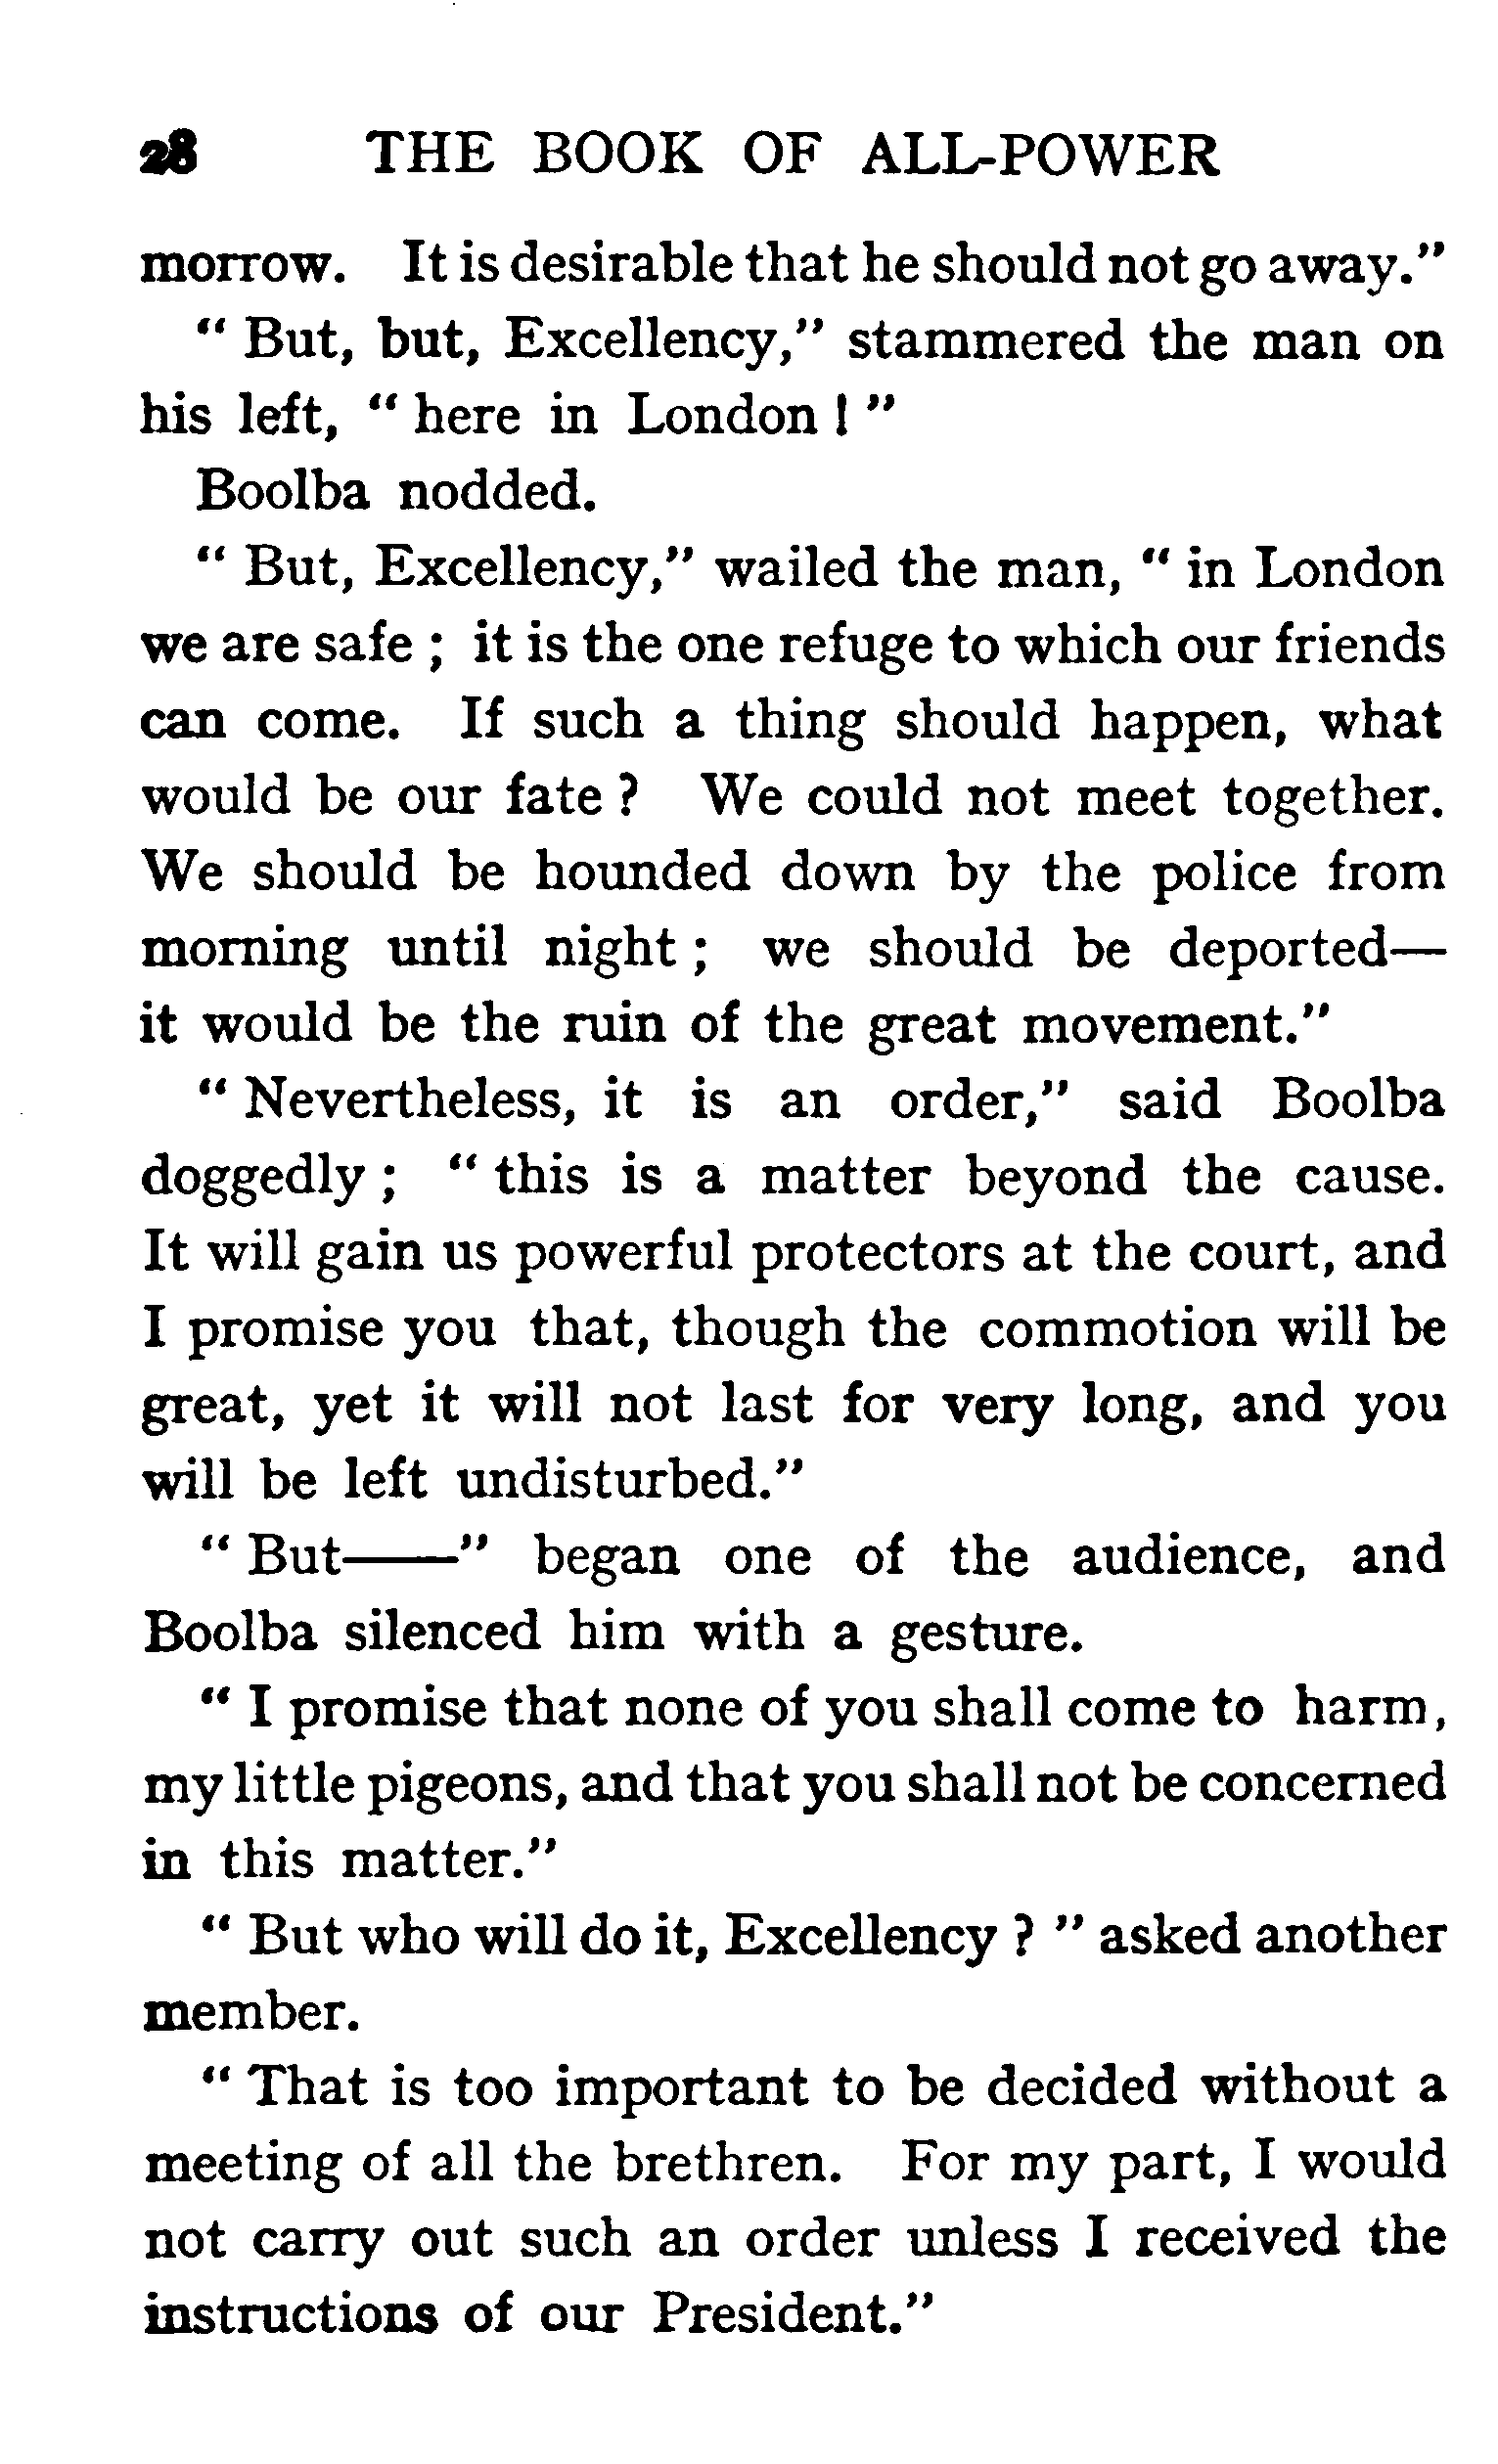 28 THE BOOK OF ALL-POWER
morrow. It is desirable that he should not go away."
" But, but, Excellency," stammered the man on
his left, " here in London ! "
Boolba nodded.
" But, Excellency," wailed the man, " in London
we are safe ; it is the one refuge to which our friends
can come. If such a thing should happen, what
would be our fate ? We could not meet together.
We should be hounded down by the police from
morning until night ; we should be deported—
it would be the ruin of the great movement."
" Nevertheless, it is an order," said Boolba
doggedly ; " this is a matter beyond the cause.
It will gain us powerful protectors at the court, and
I promise you that, though the commotion will be
great, yet it will not last for very long, and you
will be left undisturbed."
" But——" began one of the audience, and
Boolba silenced him with a gesture.
" I promise that none of you shall come to harm,
my little pigeons, and that you shall not be concerned
in this matter."
" But who will do it, Excellency ? " asked another
member.
" That is too important to be decided without a
meeting of all the brethren. For my part, I would
not carry out such an order unless I received the
instructions of our President."